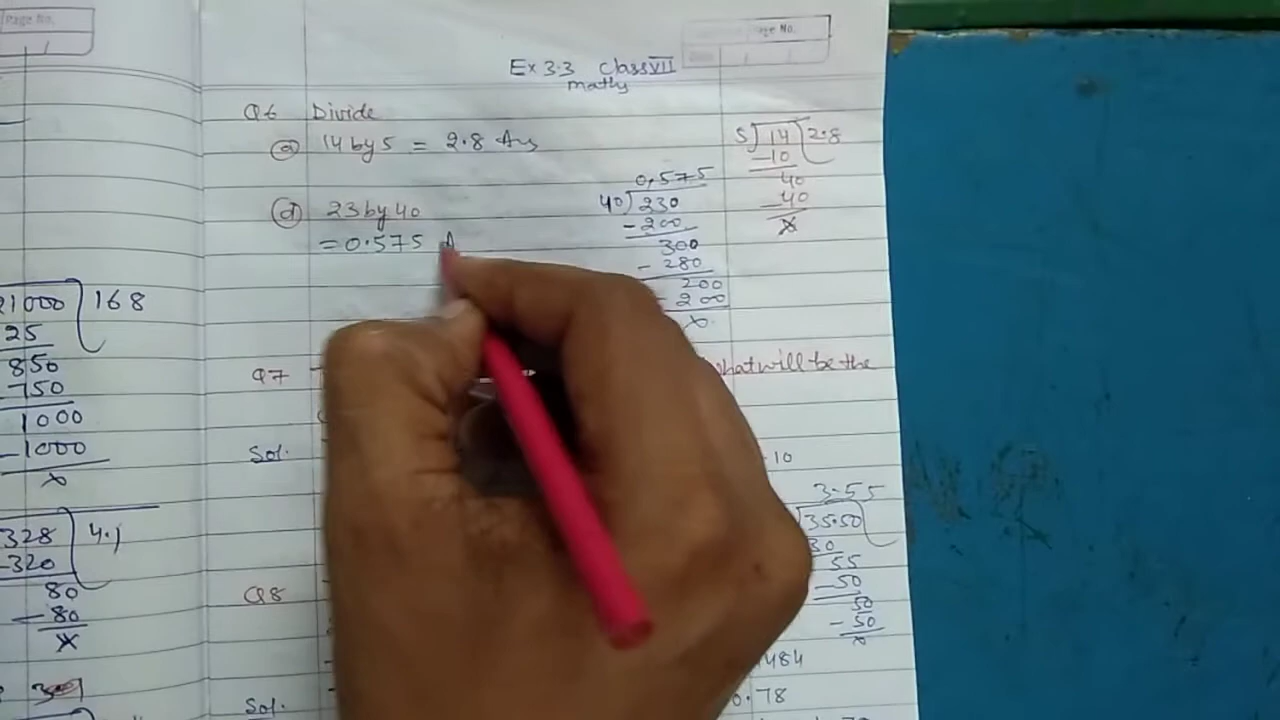 Page No.
Page No.
Ex 3.3 Class VII
maths
Q6 Divide
(a) 14 by 5 = 2.8 Ans
5 14 2.8
-10
40
-40
x
(d) 23 by 40
= 0.575 A
0.575
40) 230
-200
300
- 280
200
- 200
x
21000 168
25
850
750
1000
-1000
x
Q7
what will be the
Sol.
10
3.55
35.50
30
55
-50
50
- 50
x
328 4.1
-320
80
-80
x
Q8
484
0.78
Sol.